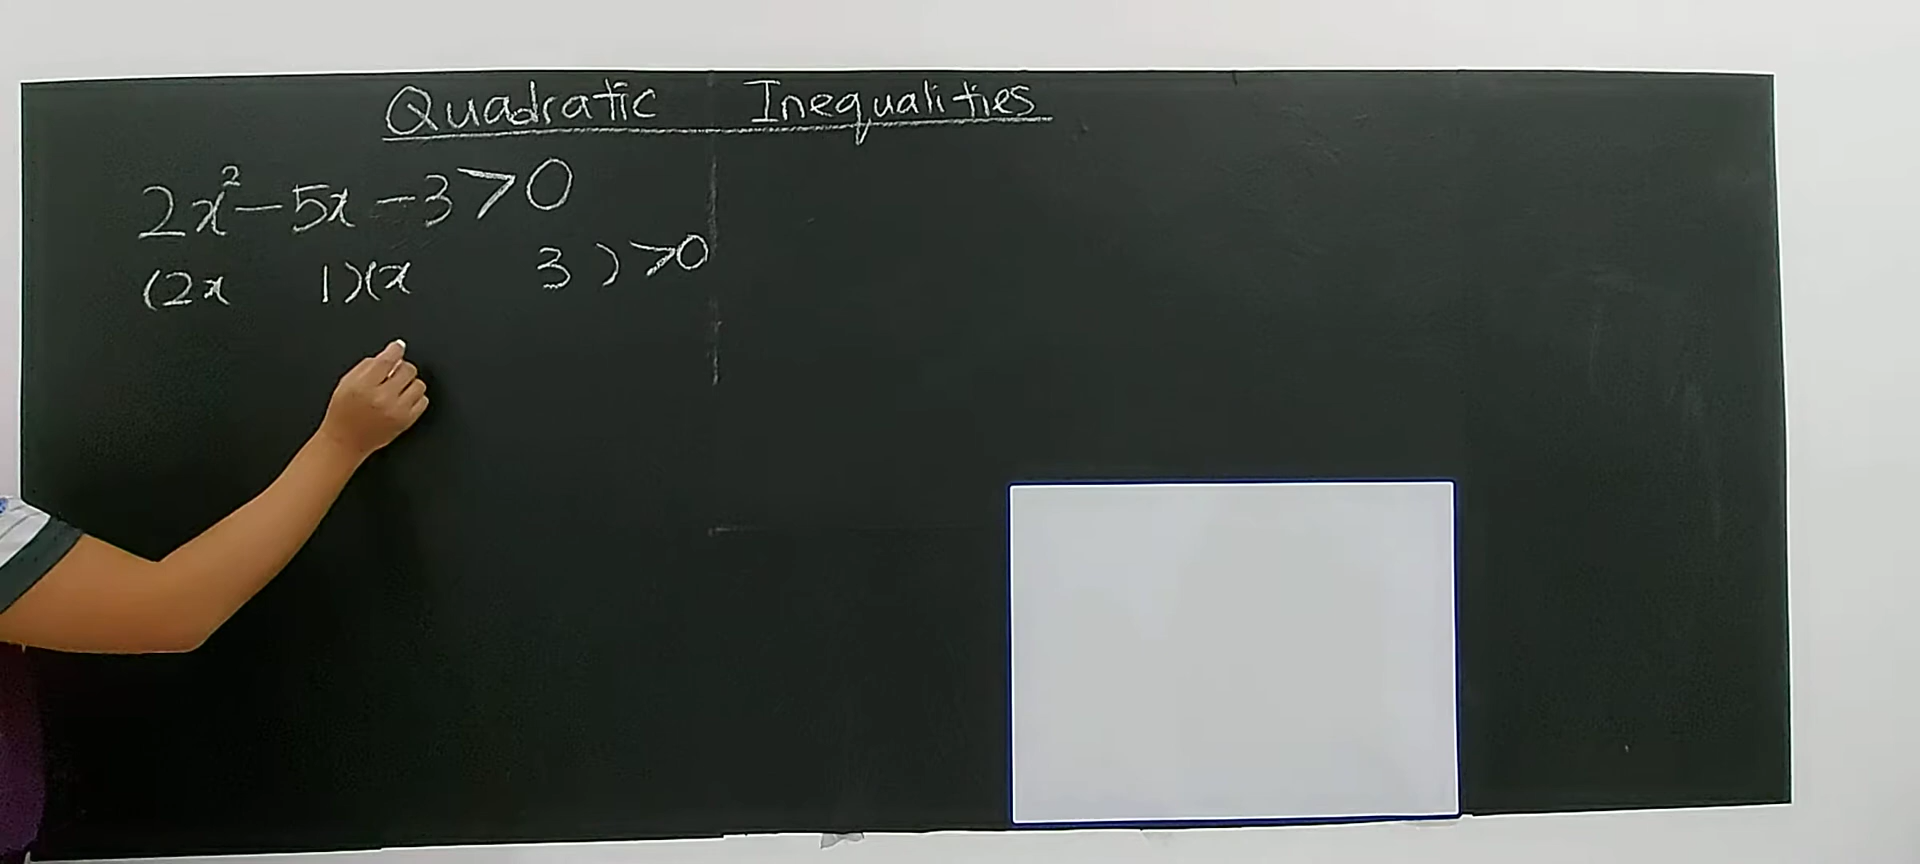 Quadratic Inequalities
2x²-5x-3>0
(2x 1)(x 3)>0